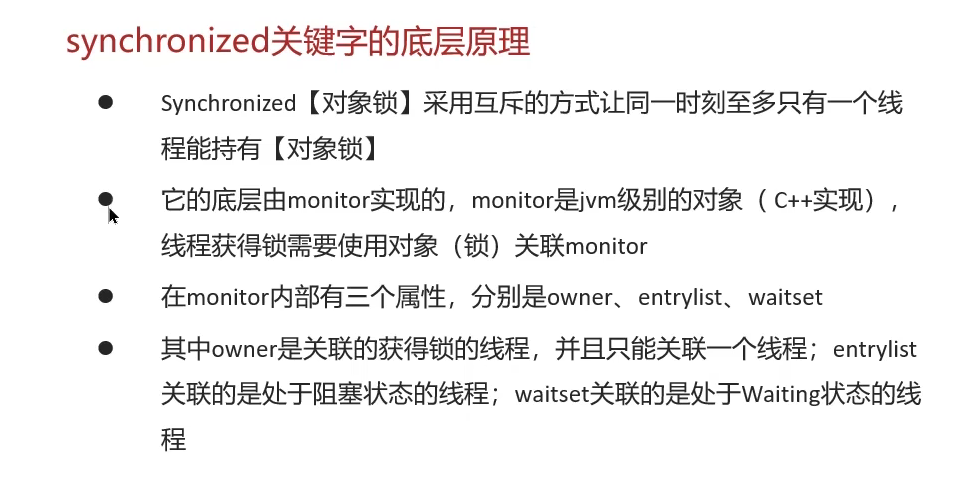 synchronized关键字的底层原理
● Synchronized【对象锁】采用互斥的方式让同一时刻至多只有一个线
程能持有【对象锁】
● 它的底层由monitor实现的，monitor是jvm级别的对象（ C++实现），
线程获得锁需要使用对象（锁）关联monitor
● 在monitor内部有三个属性，分别是owner、entrylist、waitset
● 其中owner是关联的获得锁的线程，并且只能关联一个线程；entrylist
关联的是处于阻塞状态的线程；waitset关联的是处于Waiting状态的线
程